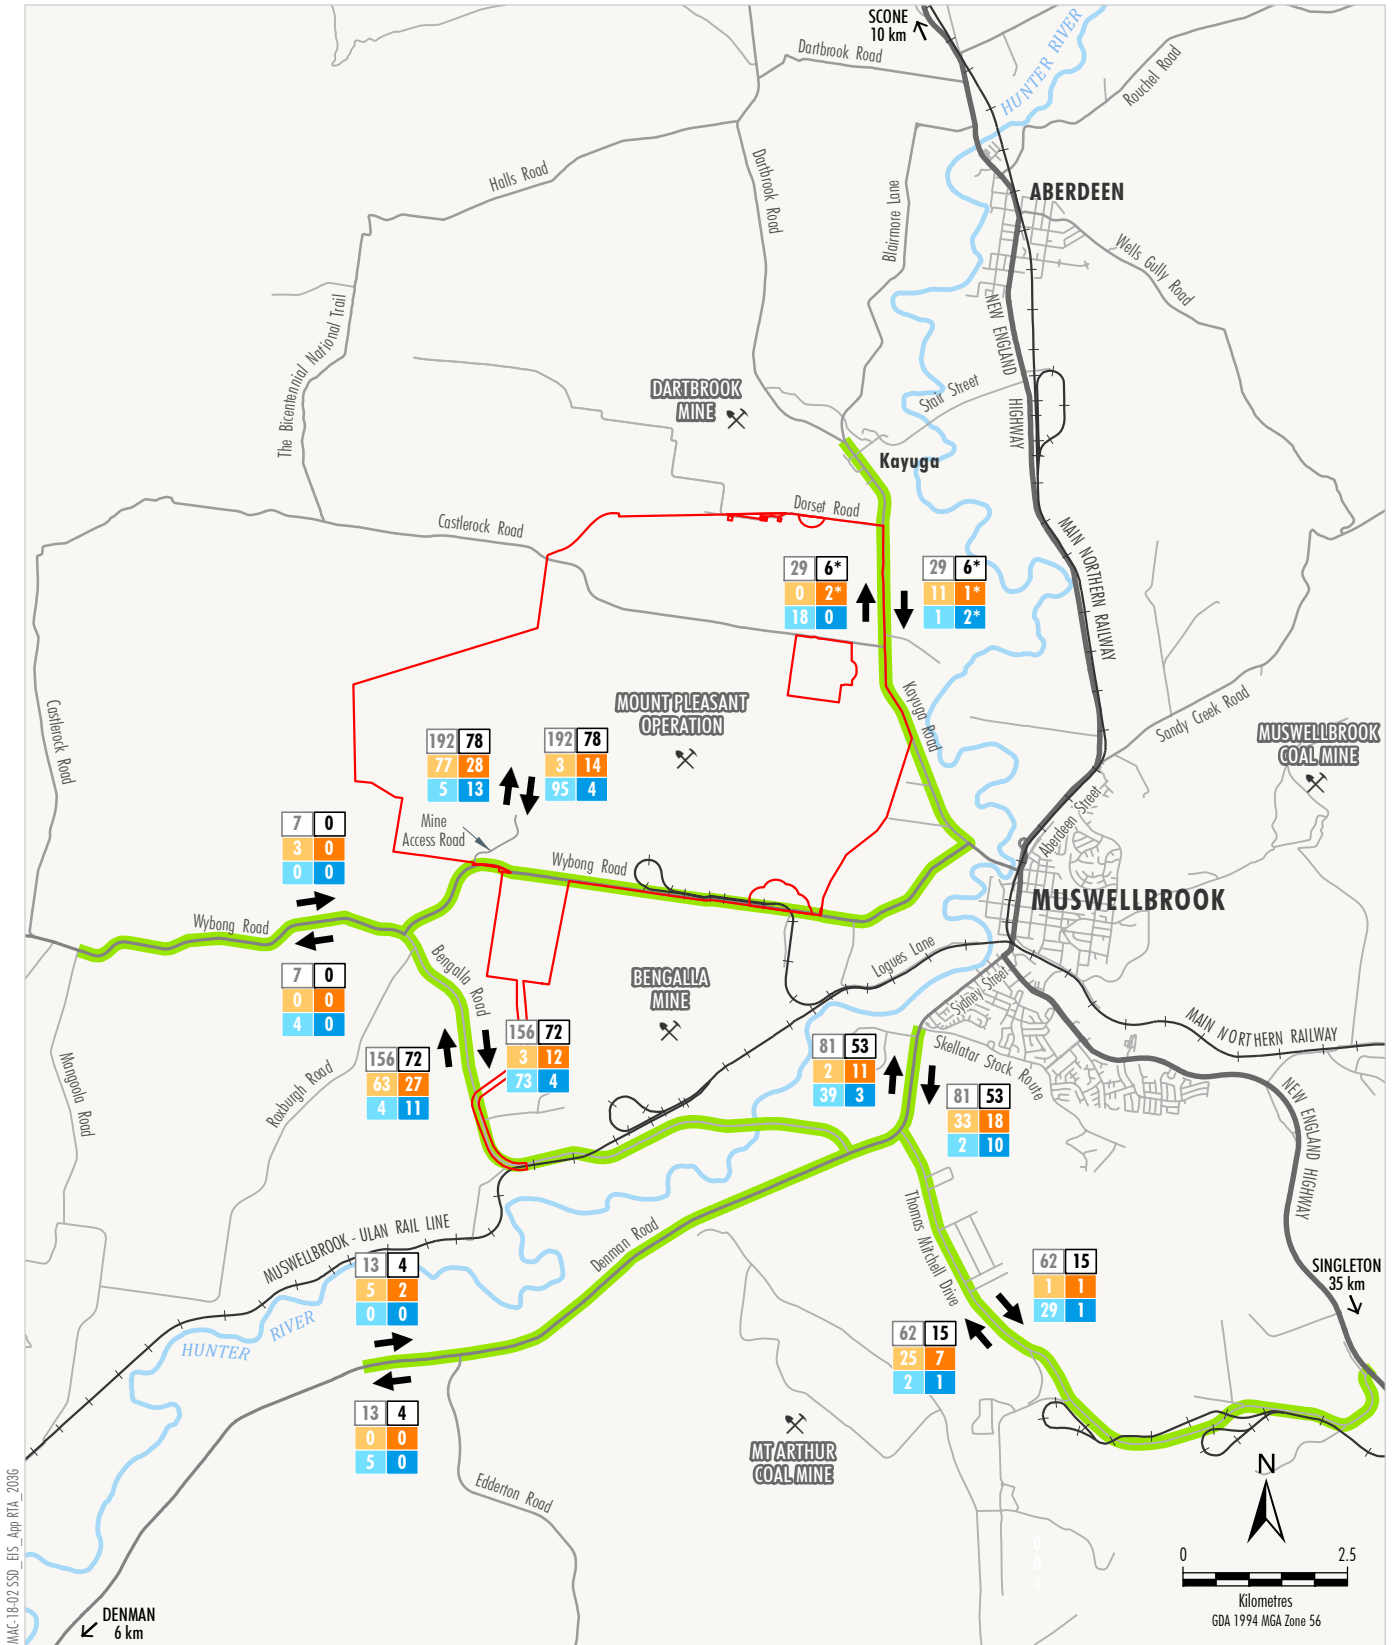 SCONE
10 km
Dartbrook Road
HUNTER RIVER
Rouchel Road
Halls Road
Dartbrook Road
Blairmore Lane
ABERDEEN
Wells Gully Road
The Bicentennial National Trail
NEW ENGLAND
HIGHWAY
DARTBROOK
MINE
Stair Street
Kayuga
Castlerock Road
Dorset Road
MAIN NORTHERN RAILWAY
29 6*
0 2*
18 0
29 6*
11 1*
1 2*
Castlerock Road
MOUNT PLEASANT
OPERATION
Kayuga Road
Sandy Creek Road
MUSWELLBROOK
COAL MINE
192 78
77 28
5 13
192 78
3 14
95 4
Mine
Access Road
Aberdeen Street
7 0
3 0
0 0
Wybong Road
MUSWELLBROOK
Wybong Road
7 0
0 0
4 0
Bengalla Road
BENGALLA
MINE
Logues Lane
Sidney Street
MAIN NORTHERN RAILWAY
156 72
3 12
73 4
156 72
63 27
4 11
81 53
2 11
39 3
Skellatar Stock Route
81 53
33 18
2 10
Mangoola Road
Roxburgh Road
NEW ENGLAND HIGHWAY
MUSWELLBROOK - ULAN RAIL LINE
Denman Road
Thomas Mitchell Drive
13 4
5 2
0 0
62 15
1 1
29 1
SINGLETON
35 km
HUNTER RIVER
62 15
25 7
2 1
13 4
0 0
5 0
MT ARTHUR
COAL MINE
Edderton Road
N
0 2.5
Kilometres
GDA 1994 MGA Zone 56
0
0
4
DENMAN
6 km
MAC-18-02 SSD_EIS_App RTA_203G